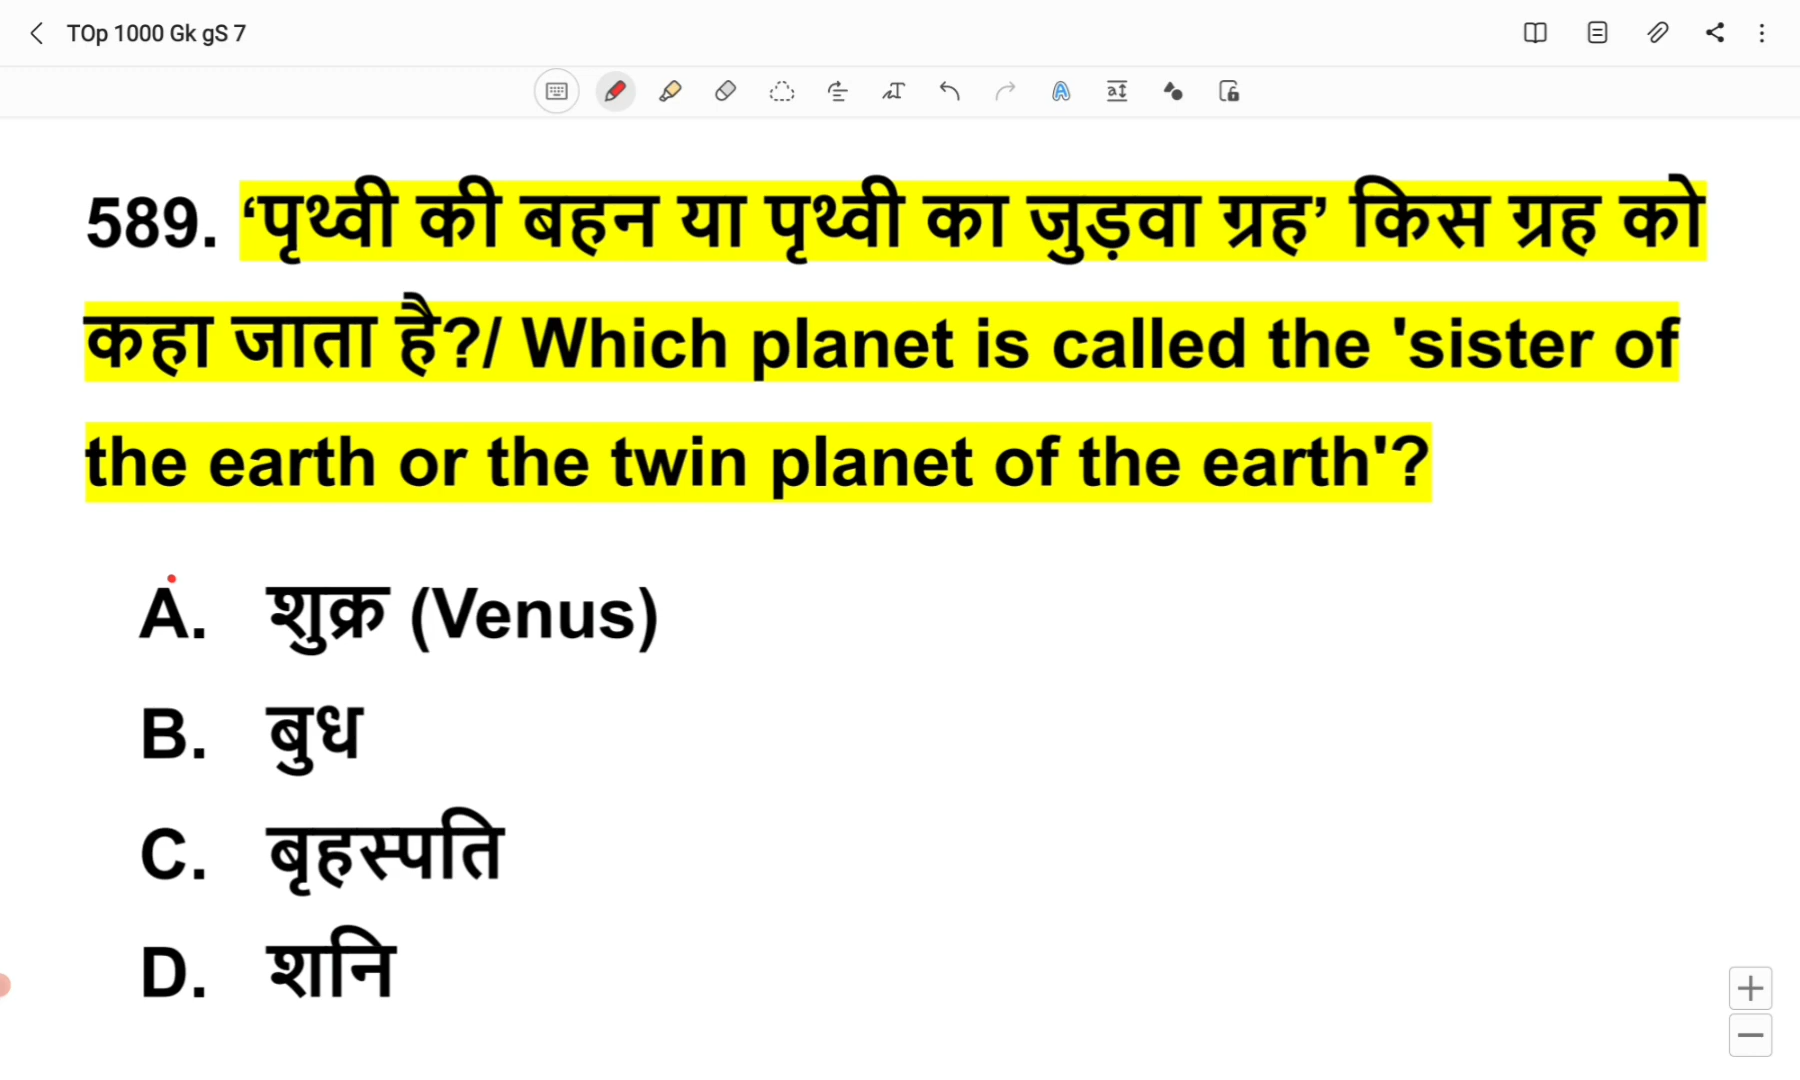 TOp 1000 Gk gS 7
589. ‘पृथ्वी की बहन या पृथ्वी का जुड़वा ग्रह’ किस ग्रह को
कहा जाता है?/ Which planet is called the 'sister of
the earth or the twin planet of the earth'?
A. शुक्र (Venus)
B. बुध
C. बृहस्पति
D. शनि